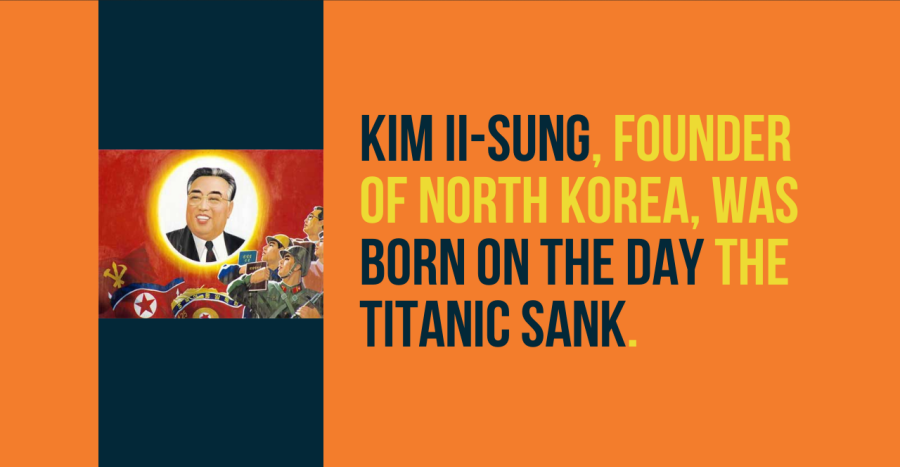 KIM II-SUNG, FOUNDER
OF NORTH KOREA, WAS
BORN ON THE DAY THE
TITANIC SANK.